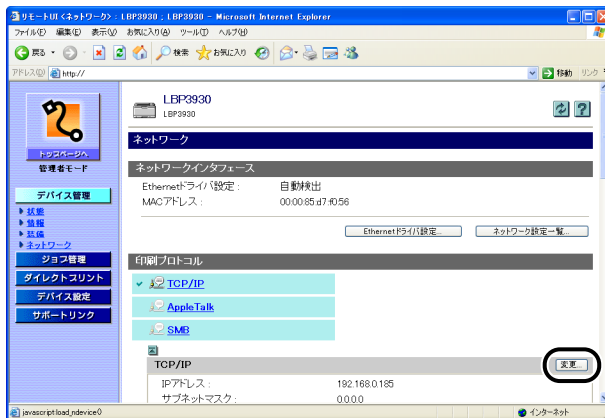 リモートUI <ネットワーク> : LBP3930 ; LBP3930 - Microsoft Internet Explorer
ファイル(F) 編集(E) 表示(V) お気に入り(A) ツール(T) ヘルプ(H)
戻る 検索 お気に入り
アドレス(D) http:// 移動 リンク
LBP3930
LBP3930
トップページへ
管理者モード
デバイス管理
状態
情報
装備
ネットワーク
ジョブ管理
ダイレクトプリント
デバイス設定
サポートリンク
ネットワーク
ネットワークインタフェース
Ethernetドライバ設定 : 自動検出
MACアドレス : 00:00:85:d7:f0:56
Ethernetドライバ設定... ネットワーク設定一覧...
印刷プロトコル
TCP/IP
AppleTalk
SMB
TCP/IP 変更...
IPアドレス : 192.168.0.185
サブネットマスク : 0.0.0.0
javascript:load_ndevice() インターネット